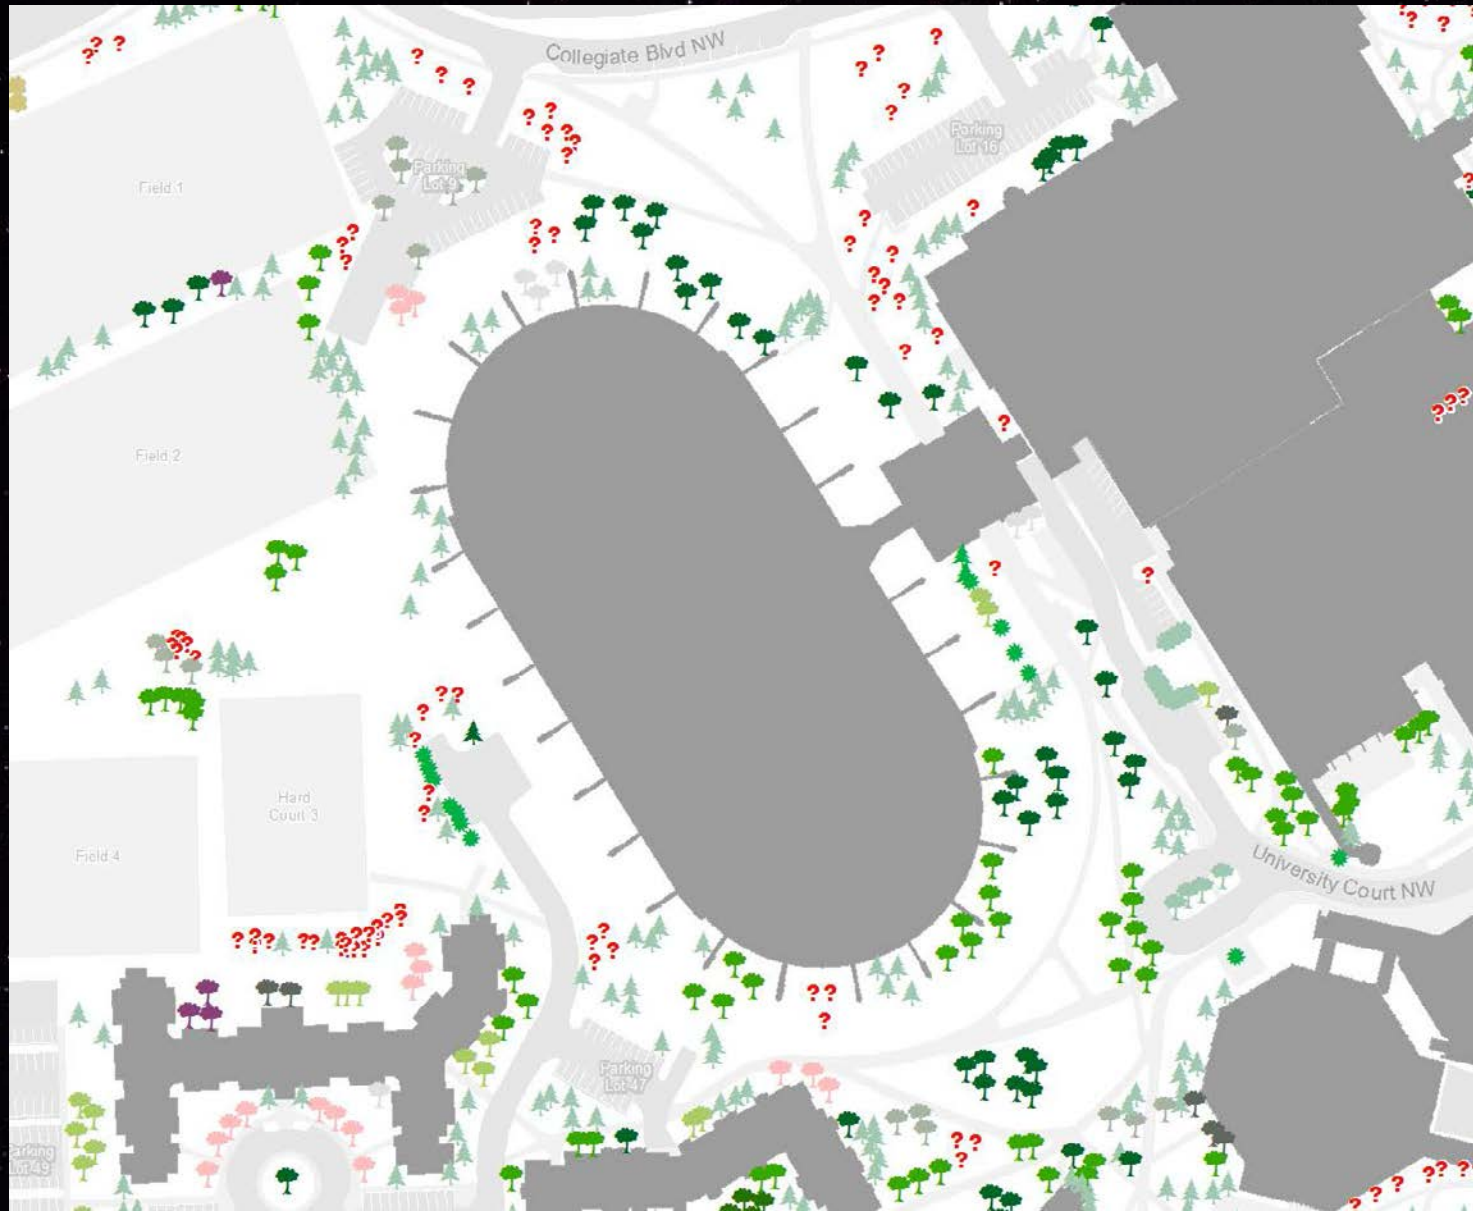 Collegiate Blvd NW
Parking
Lot 16
Parking
Lot 9
Field 1
Field 2
Hard
Court 3
Field 4
University Court NW
Parking
Lot 47
Parking
Lot 49